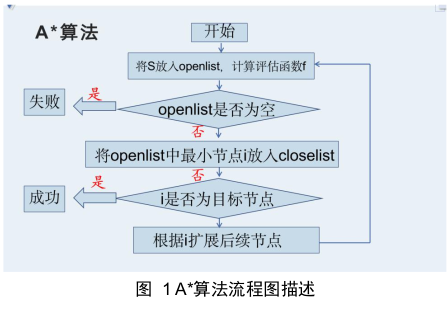 A*算法
开始
将S放入openlist，计算评估函数f
是
失败
openlist是否为空
否
将openlist中最小节点i放入closelist
是
否
成功
i是否为目标节点
根据i扩展后续节点
图 1 A*算法流程图描述